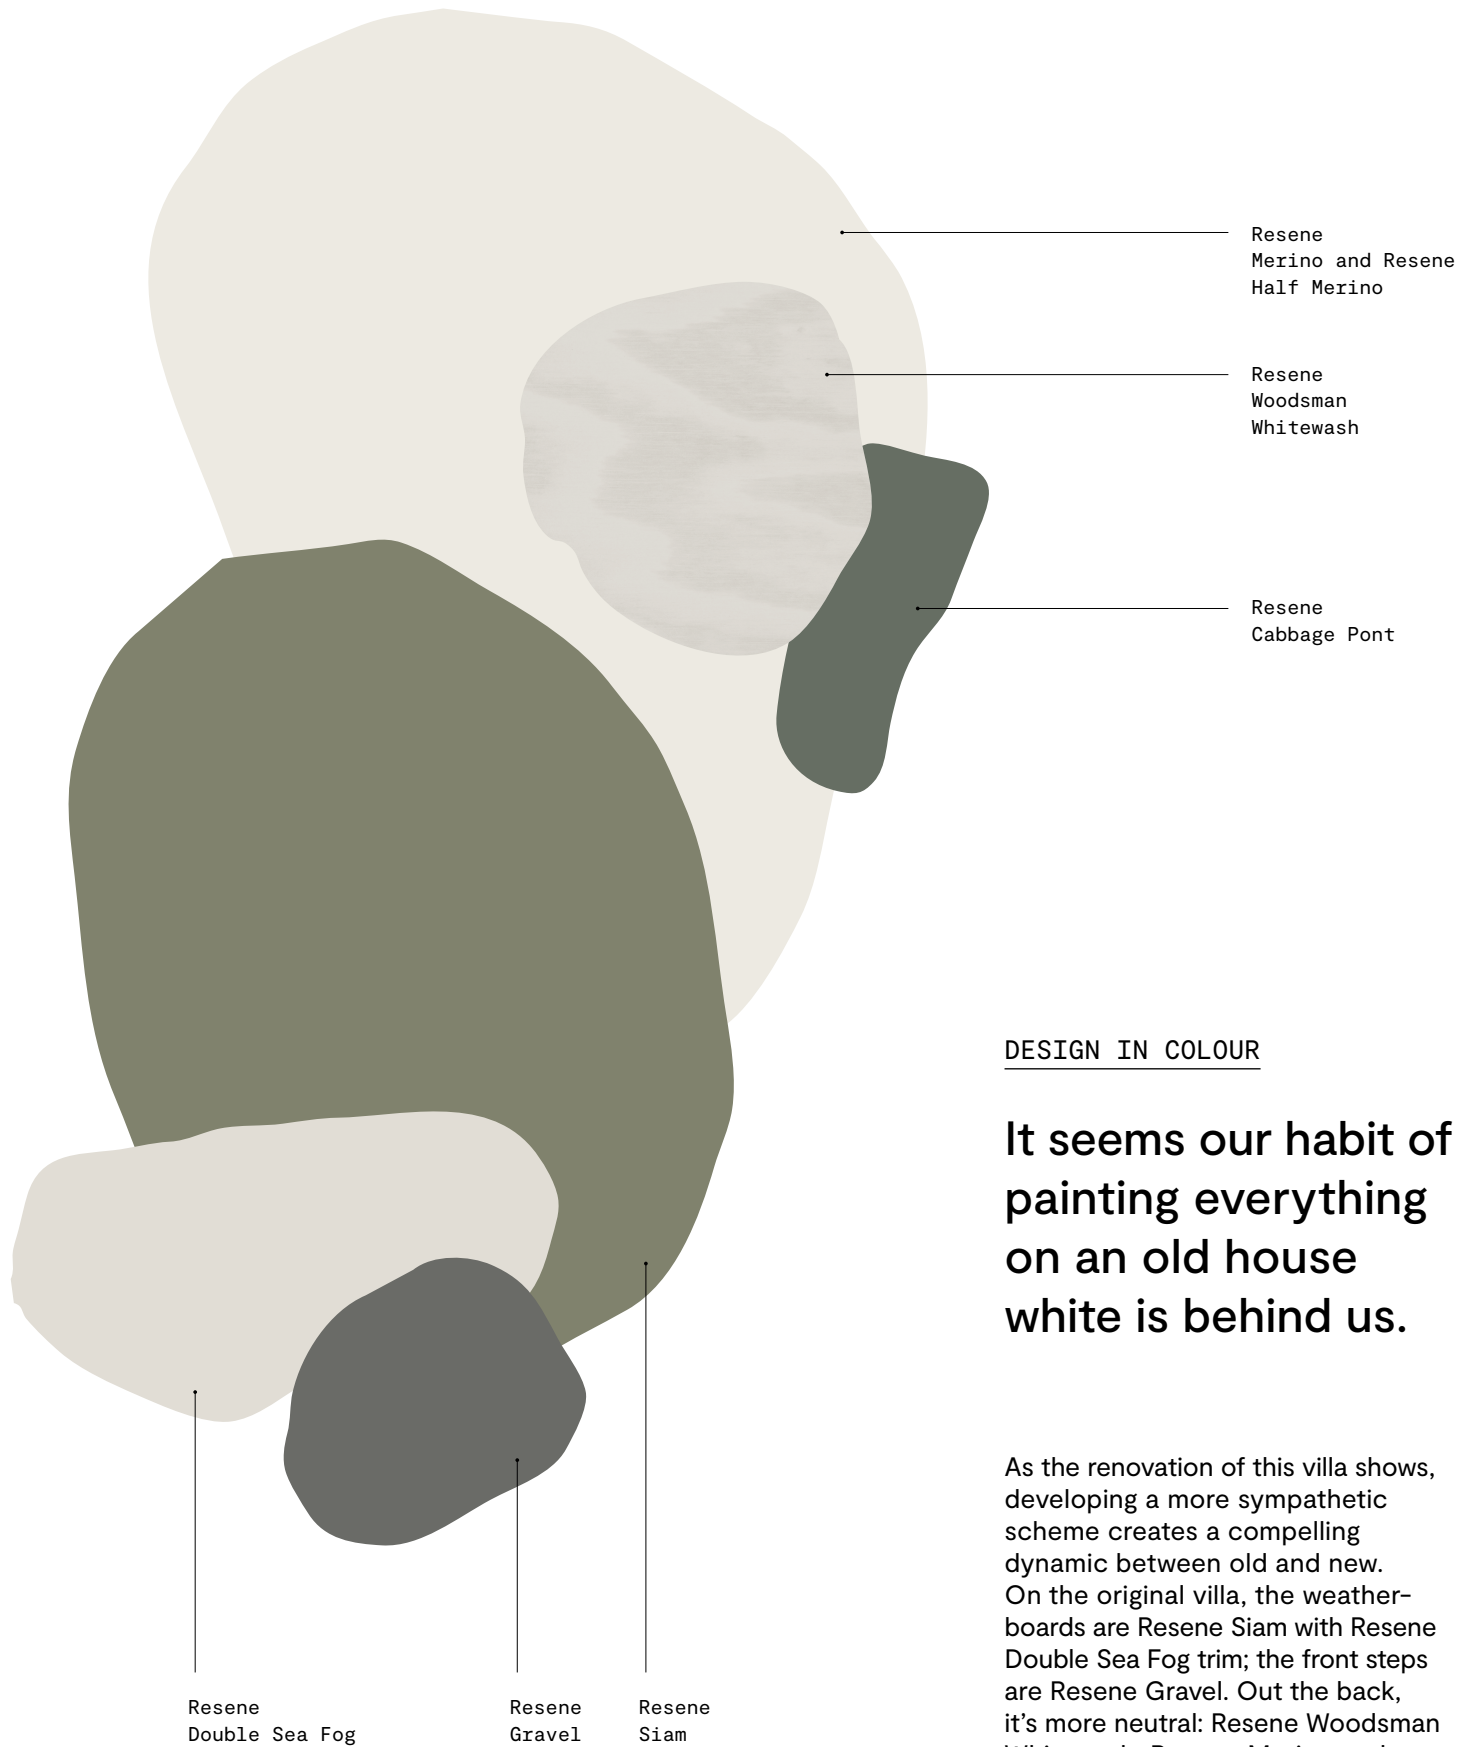 Resene
Merino and Resene
Half Merino
Resene
Woodsman
Whitewash
Resene
Cabbage Pont
DESIGN IN COLOUR
It seems our habit of
painting everything
on an old house
white is behind us.
As the renovation of this villa shows,
developing a more sympathetic
scheme creates a compelling
dynamic between old and new.
On the original villa, the weather–
boards are Resene Siam with Resene
Double Sea Fog trim; the front steps
are Resene Gravel. Out the back,
it’s more neutral: Resene Woodsman
Resene
Double Sea Fog
Resene
Gravel
Resene
Siam